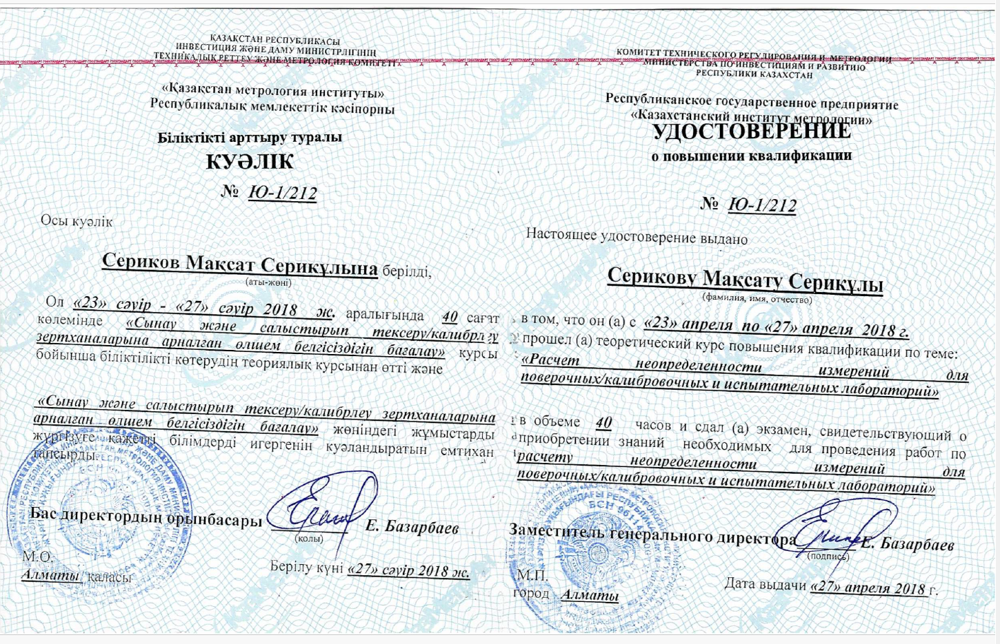 ҚАЗАҚСТАН РЕСПУБЛИКАСЫ
ИНВЕСТИЦИЯ ЖӘНЕ ДАМУ МИНИСТРЛІГІНІҢ
ТЕХНИКАЛЫҚ РЕТТЕУ ЖӘНЕ МЕТРОЛОГИЯ КОМИТЕТІ
«Қазақстан метрология институты»
Республикалық мемлекеттік кәсіпорны
Біліктікті арттыру туралы
КУӘЛІК
№ Ю-1/212
Осы куәлік
Сериков Мақсат Серикұлына берілді,
(аты-жөні)
Ол «23» сәуір - «27» сәуір 2018 ж. аралығында 40 сағат
көлемінде «Сынау және салыстырып тексеру/калибрлеу
зертханаларына арналған өлшем белгісіздігін бағалау» курсы
бойынша біліктілікті көтерудің теориялық курсынан өтті және
«Сынау және салыстырып тексеру/калибрлеу зертханаларына
арналған өлшем белгісіздігін бағалау» жөніндегі жұмыстарды
жүргізуге қажетті білімдерді игергенін куәландыратын емтихан
тапсырды.
Бас директордың орынбасары Е. Базарбаев
(қолы)
М.О.
Алматы қаласы
Берілу күні «27» сәуір 2018 ж.
КОМИТЕТ ТЕХНИЧЕСКОГО РЕГУЛИРОВАНИЯ И МЕТРОЛОГИИ
МИНИСТЕРСТВА ПО ИНВЕСТИЦИЯМ И РАЗВИТИЮ
РЕСПУБЛИКИ КАЗАХСТАН
Республиканское государственное предприятие
«Казахстанский институт метрологии»
УДОСТОВЕРЕНИЕ
о повышении квалификации
№ Ю-1/212
Настоящее удостоверение выдано
Серикову Мақсату Серикұлы
(фамилия, имя, отчество)
в том, что он (а) с «23» апреля по «27» апреля 2018 г.
прошел (а) теоретический курс повышения квалификации по теме:
«Расчет неопределенности измерений для
поверочных/калибровочных и испытательных лабораторий»
в объеме 40 часов и сдал (а) экзамен, свидетельствующий о
приобретении знаний необходимых для проведения работ по
расчету неопределенности измерений для
поверочных/калибровочных и испытательных лабораторий»
Заместитель генерального директора Е. Базарбаев
(подпись)
М.П.
город Алматы
Дата выдачи «27» апреля 2018 г.